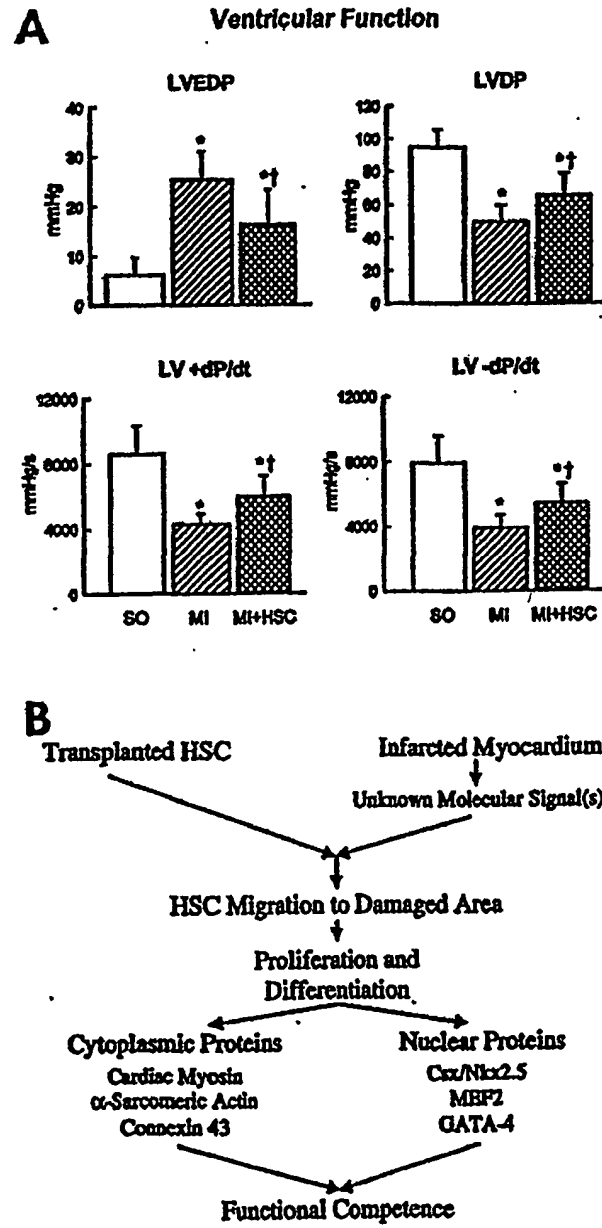 A
Ventricular Function
LVEDP
40
30
20
10
0
mmHg
*
*†
LVDP
120
100
80
60
40
20
0
mmHg
*
*†
LV +dP/dt
12000
8000
4000
0
mmHg/s
*
*†
SO MI MI+HSC
LV -dP/dt
12000
8000
4000
0
mmHg/s
*
*†
SO MI MI+HSC
B
Transplanted HSC Infarcted Myocardium
Unknown Molecular Signal(s)
HSC Migration to Damaged Area
Proliferation and
Differentiation
Cytoplasmic Proteins Nuclear Proteins
Cardiac Myosin Csx/Nkx2.5
α-Sarcomeric Actin MEF2
Connexin 43 GATA-4
Functional Competence